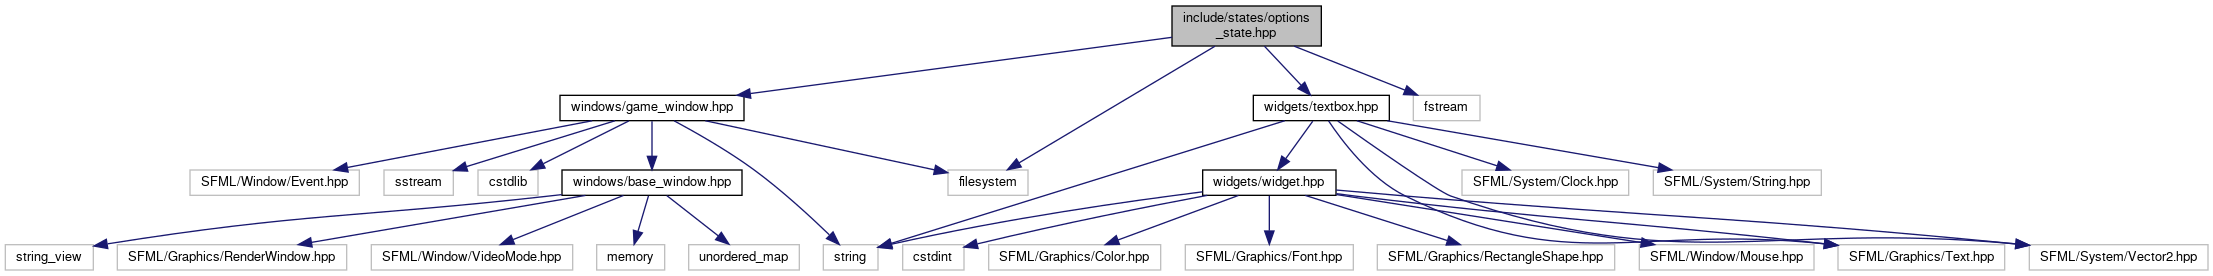 include/states/options
_state.hpp
windows/game_window.hpp
widgets/textbox.hpp
fstream
SFML/Window/Event.hpp
sstream
cstdlib
windows/base_window.hpp
filesystem
widgets/widget.hpp
SFML/System/Clock.hpp
SFML/System/String.hpp
string_view
SFML/Graphics/RenderWindow.hpp
SFML/Window/VideoMode.hpp
memory
unordered_map
string
cstdint
SFML/Graphics/Color.hpp
SFML/Graphics/Font.hpp
SFML/Graphics/RectangleShape.hpp
SFML/Window/Mouse.hpp
SFML/Graphics/Text.hpp
SFML/System/Vector2.hpp